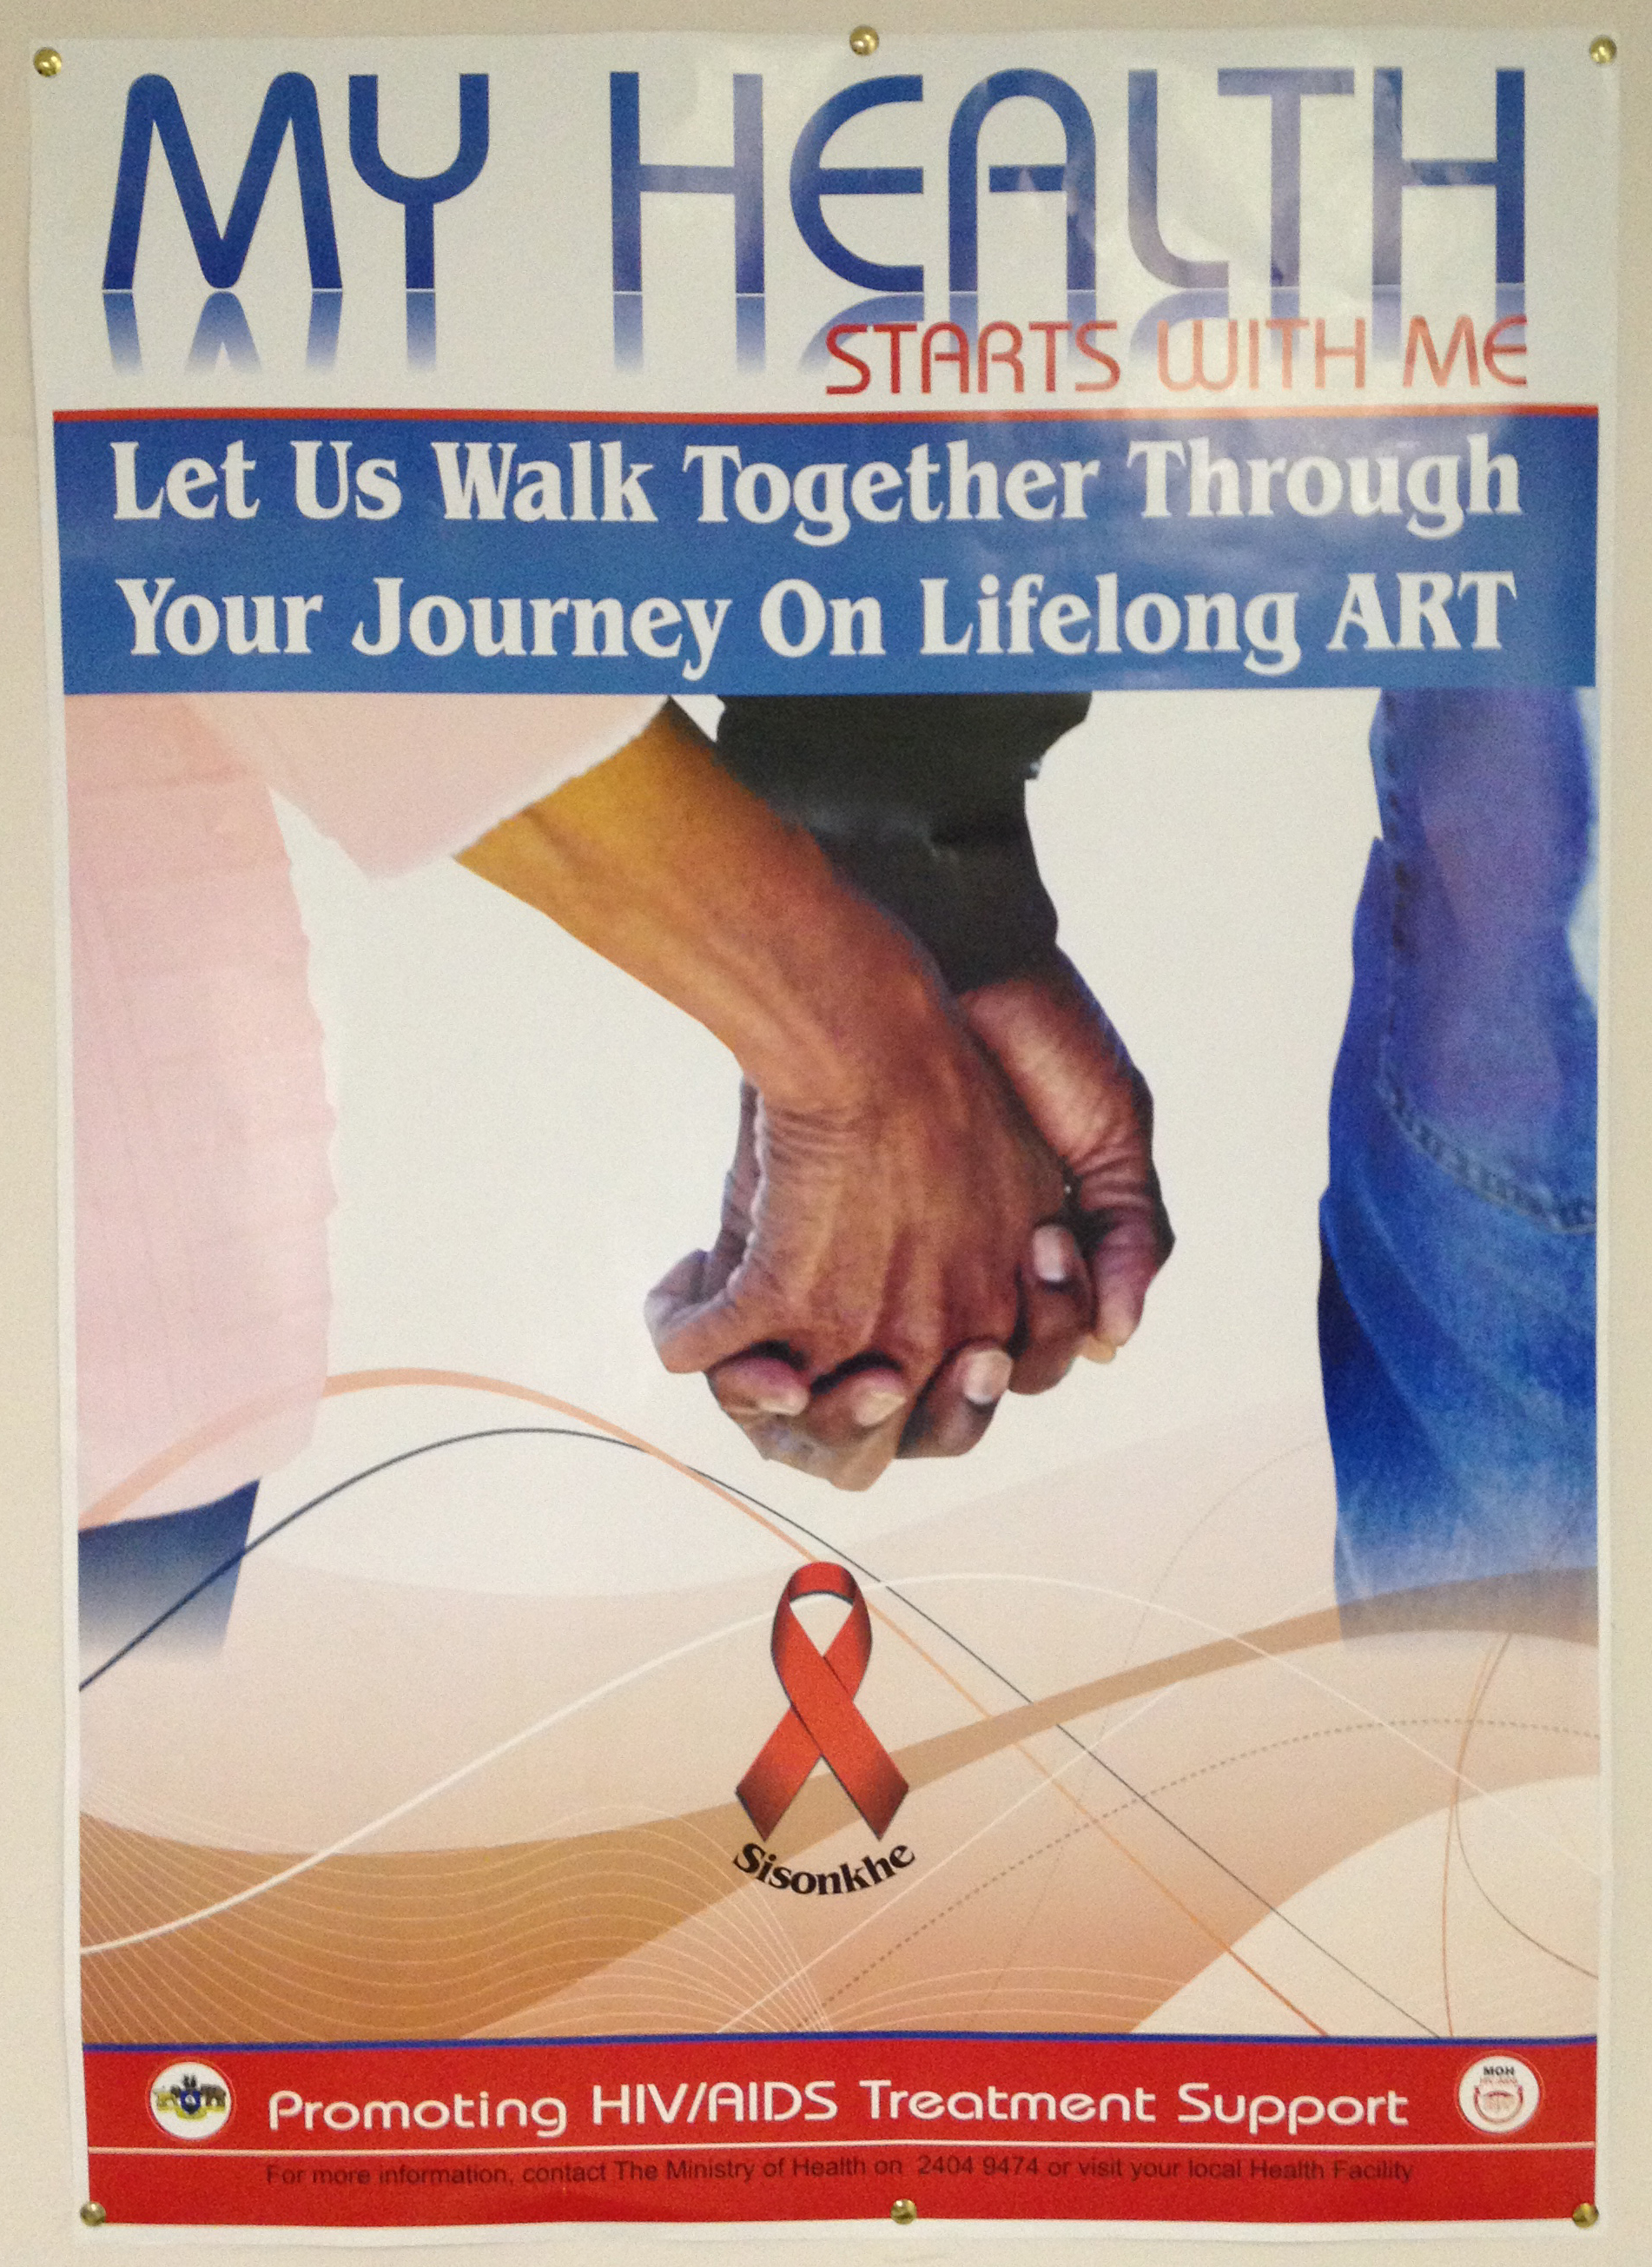 MY HEALTH
STARTS WITH ME
Let Us Walk Together Through
Your Journey On Lifelong ART
Sisonkhe
Promoting HIV/AIDS Treatment Support
MOH
For more information, contact The Ministry of Health on 2404 9474 or visit your local Health Facility